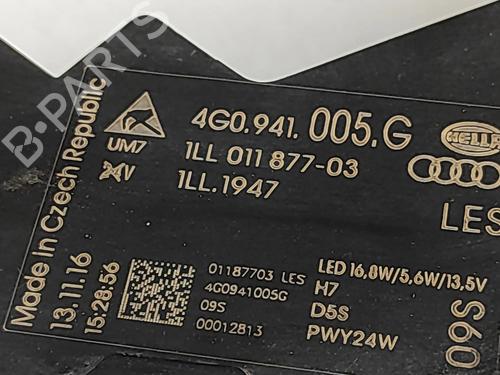 B-PARTS
Made in Czech Republic
13.11.16
15:28:56
UM7
24V
4G0.941. 005.G
1LL 011 877-03
1LL.1947
HELLA
LES
01187703 LES
4G0941005G
09S
00012813
LED 16,8W/5,6W/13,5V
H7
D5S
PWY24W
09S